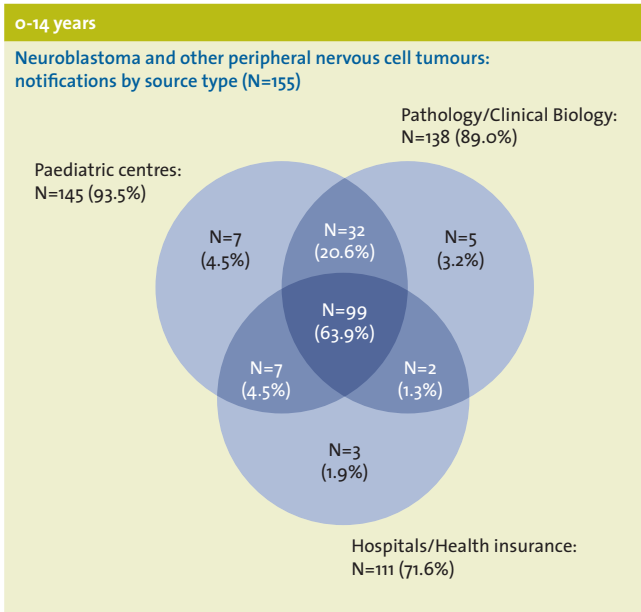 0-14 years
Neuroblastoma and other peripheral nervous cell tumours:
notifications by source type (N=155)
Pathology/Clinical Biology:
N=138 (89.0%)
Paediatric centres:
N=145 (93.5%)
N=7
(4.5%)
N=32
(20.6%)
N=5
(3.2%)
N=99
(63.9%)
N=7
(4.5%)
N=2
(1.3%)
N=3
(1.9%)
Hospitals/Health insurance:
N=111 (71.6%)